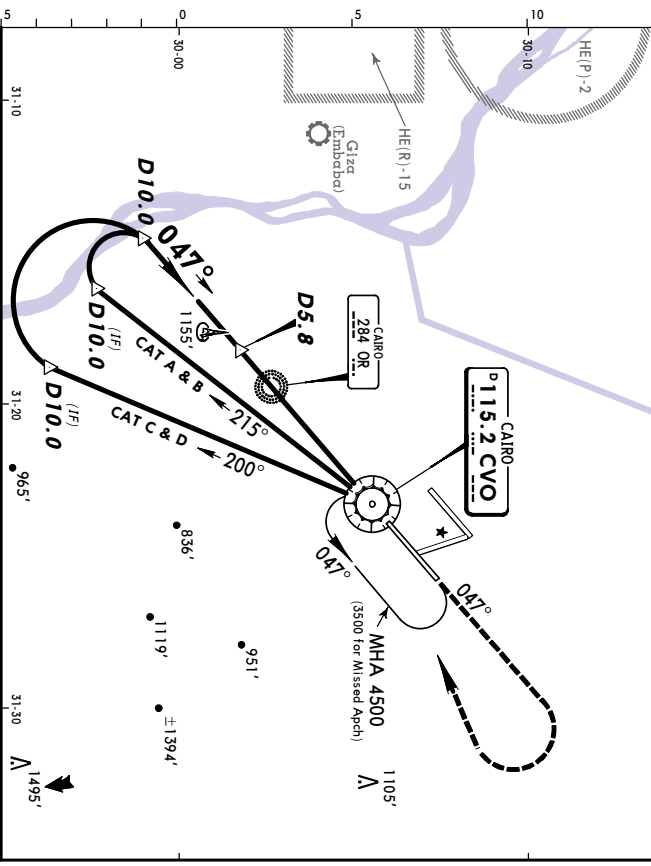 5
0
5
10
30-00
30-10
31-10
31-20
31-30
HE(P)-2
HE(R)-15
Giza
(Embaba)
D10.0
047°
1155'
D5.8
CAIRO
284 OR
CAIRO
D 115.2 CVO
(IF)
D10.0
(IF)
D10.0
CAT A & B
215°
CAT C & D
200°
047°
047°
MHA 4500
(3500 for Missed Apch)
965'
836'
1119'
951'
±1394'
1495'
1105'